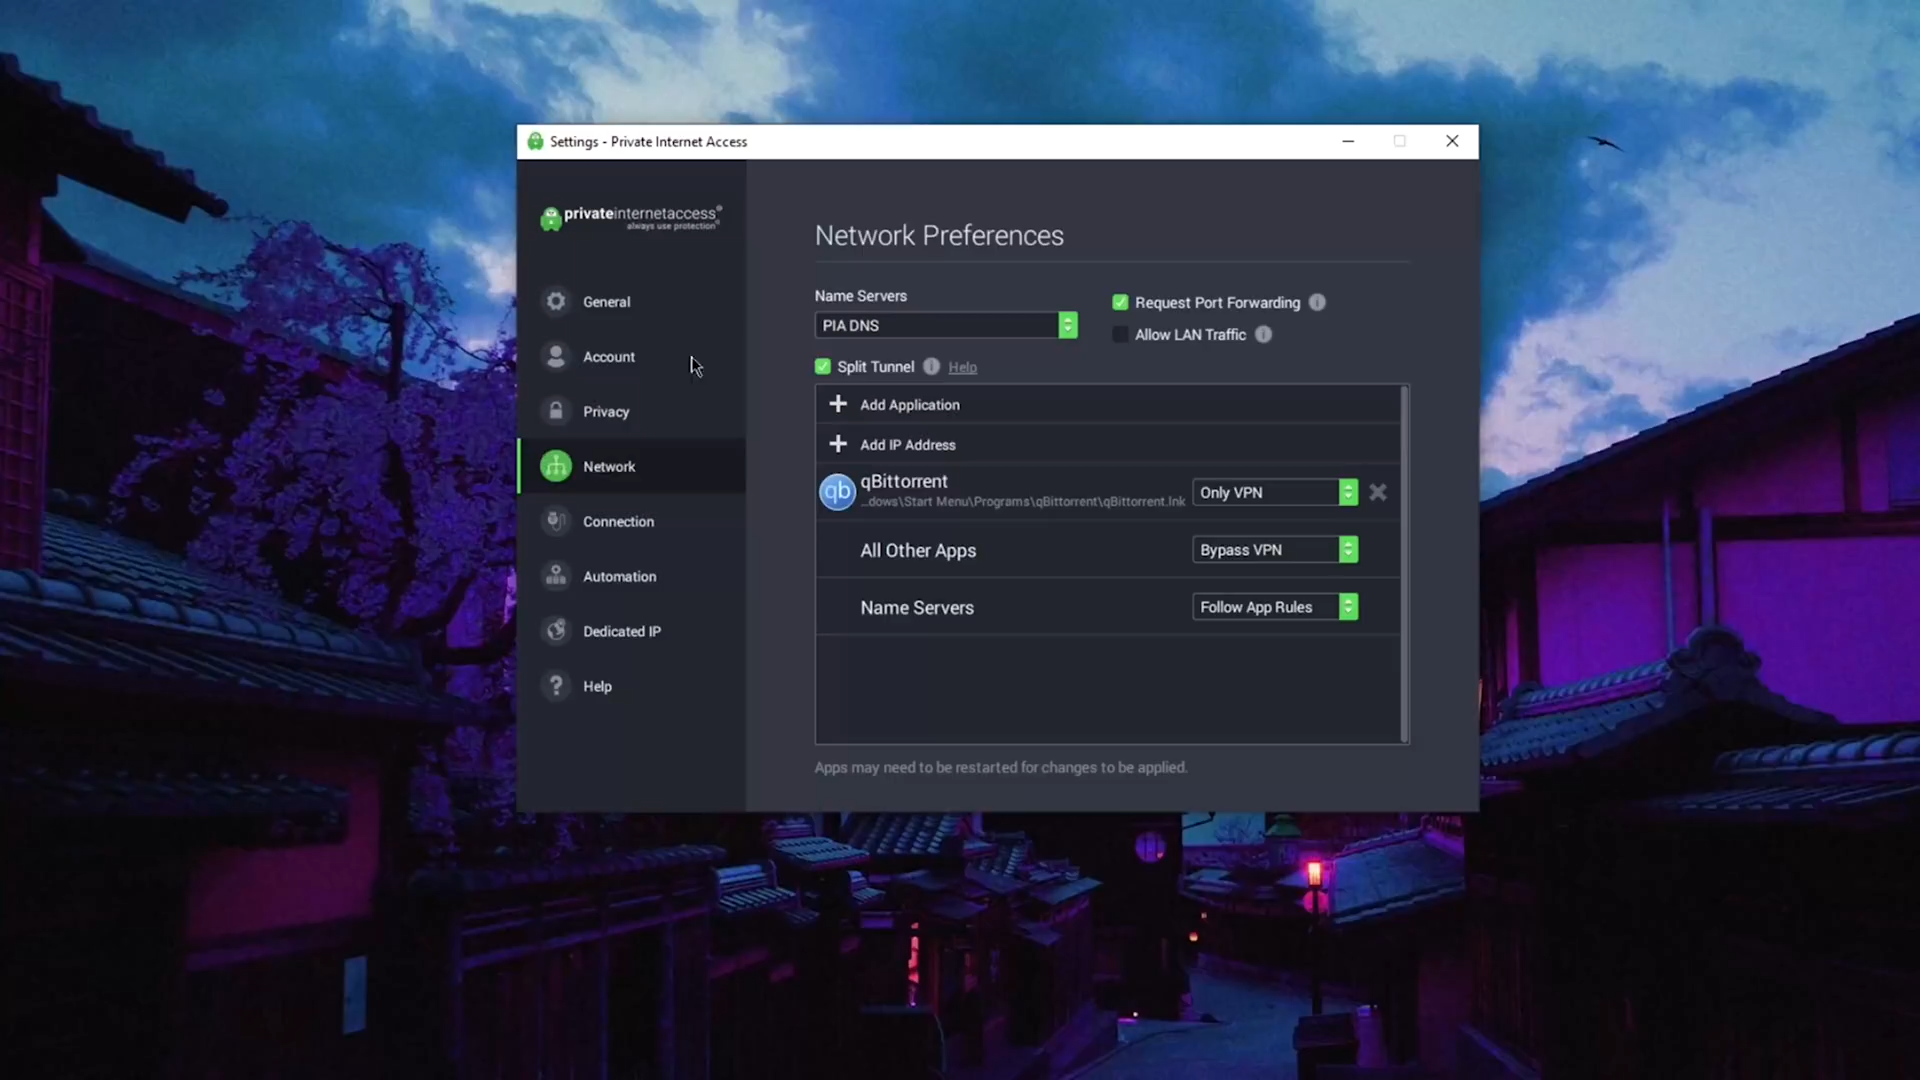 Settings - Private Internet Access
privateinternetaccess®
always use protection®
General
Account
Privacy
Network
Connection
Automation
Dedicated IP
Help
Network Preferences
Name Servers
PIA DNS
Request Port Forwarding
Allow LAN Traffic
Split Tunnel Help
Add Application
Add IP Address
qb
qBittorrent
...dows\Start Menu\Programs\qBittorrent\qBittorrent.lnk
Only VPN
All Other Apps
Bypass VPN
Name Servers
Follow App Rules
Apps may need to be restarted for changes to be applied.